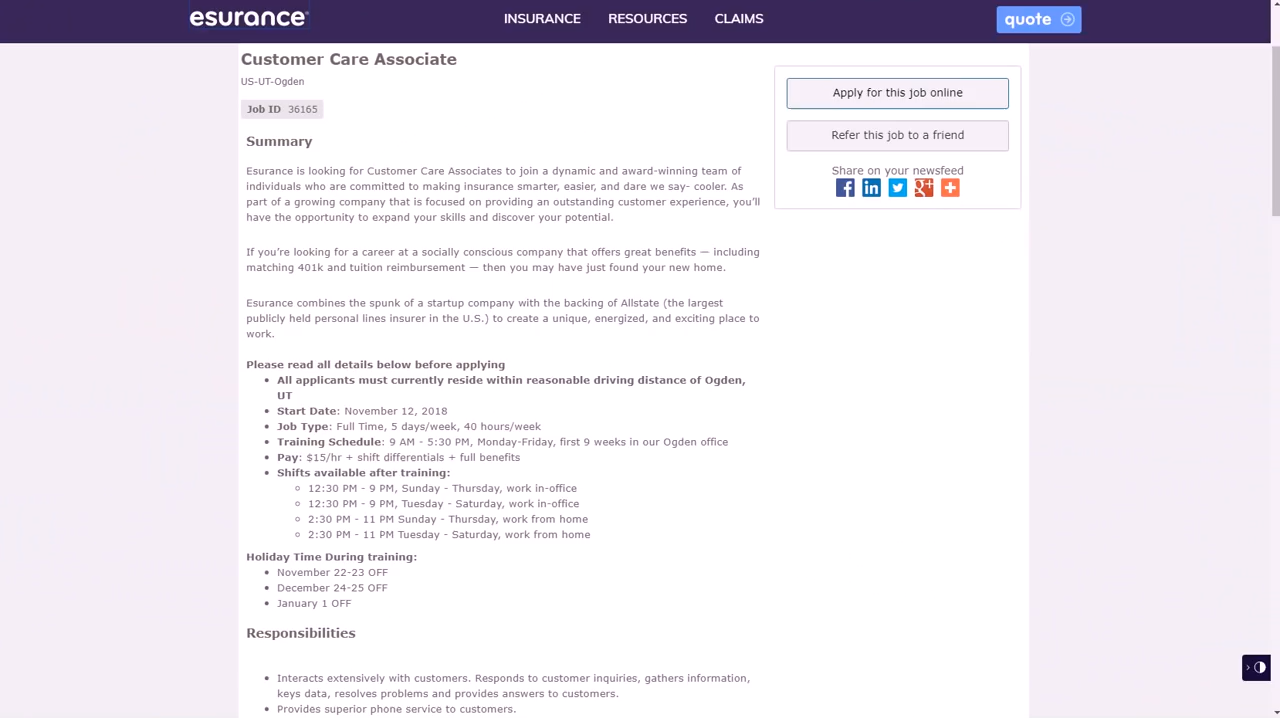 esurance
INSURANCE
RESOURCES
CLAIMS
quote
Customer Care Associate
US-UT-Ogden
Job ID 36165
Summary
Esurance is looking for Customer Care Associates to join a dynamic and award-winning team of
individuals who are committed to making insurance smarter, easier, and dare we say- cooler. As
part of a growing company that is focused on providing an outstanding customer experience, you’ll
have the opportunity to expand your skills and discover your potential.
If you’re looking for a career at a socially conscious company that offers great benefits — including
matching 401k and tuition reimbursement — then you may have just found your new home.
Esurance combines the spunk of a startup company with the backing of Allstate (the largest
publicly held personal lines insurer in the U.S.) to create a unique, energized, and exciting place to
work.
Please read all details below before applying
• All applicants must currently reside within reasonable driving distance of Ogden,
UT
• Start Date: November 12, 2018
• Job Type: Full Time, 5 days/week, 40 hours/week
• Training Schedule: 9 AM - 5:30 PM, Monday-Friday, first 9 weeks in our Ogden office
• Pay: $15/hr + shift differentials + full benefits
• Shifts available after training:
◦ 12:30 PM - 9 PM, Sunday - Thursday, work in-office
◦ 12:30 PM - 9 PM, Tuesday - Saturday, work in-office
◦ 2:30 PM - 11 PM Sunday - Thursday, work from home
◦ 2:30 PM - 11 PM Tuesday - Saturday, work from home
Holiday Time During training:
• November 22-23 OFF
• December 24-25 OFF
• January 1 OFF
Responsibilities
• Interacts extensively with customers. Responds to customer inquiries, gathers information,
keys data, resolves problems and provides answers to customers.
• Provides superior phone service to customers.
Apply for this job online
Refer this job to a friend
Share on your newsfeed